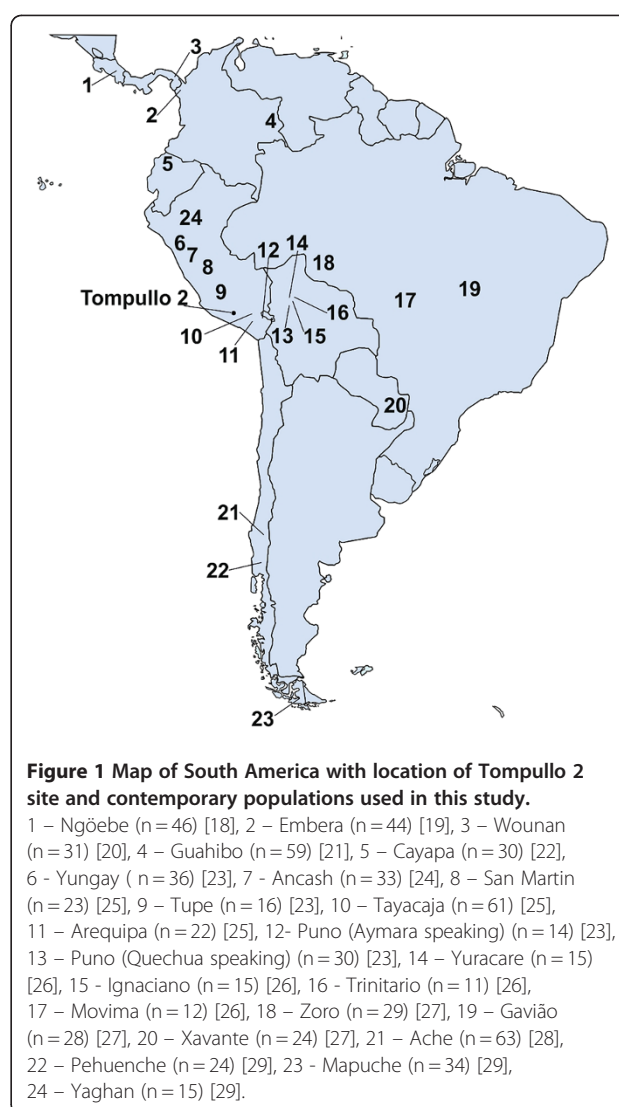 3
1
2
4
5
24
6
7
8
12
14
18
9
17
19
Tompullo 2
16
10
13
15
11
20
21
22
23
Figure 1 Map of South America with location of Tompullo 2
site and contemporary populations used in this study.
1 – Ngöebe (n = 46) [18], 2 – Embera (n = 44) [19], 3 – Wounan
(n = 31) [20], 4 – Guahibo (n = 59) [21], 5 – Cayapa (n = 30) [22],
6 - Yungay ( n = 36) [23], 7 - Ancash (n = 33) [24], 8 – San Martin
(n = 23) [25], 9 – Tupe (n = 16) [23], 10 – Tayacaja (n = 61) [25],
11 – Arequipa (n = 22) [25], 12- Puno (Aymara speaking) (n = 14) [23],
13 – Puno (Quechua speaking) (n = 30) [23], 14 – Yuracare (n = 15)
[26], 15 - Ignaciano (n = 15) [26], 16 - Trinitario (n = 11) [26],
17 – Movima (n = 12) [26], 18 – Zoro (n = 29) [27], 19 – Gavião
(n = 28) [27], 20 – Xavante (n = 24) [27], 21 – Ache (n = 63) [28],
22 – Pehuenche (n = 24) [29], 23 - Mapuche (n = 34) [29],
24 – Yaghan (n = 15) [29].